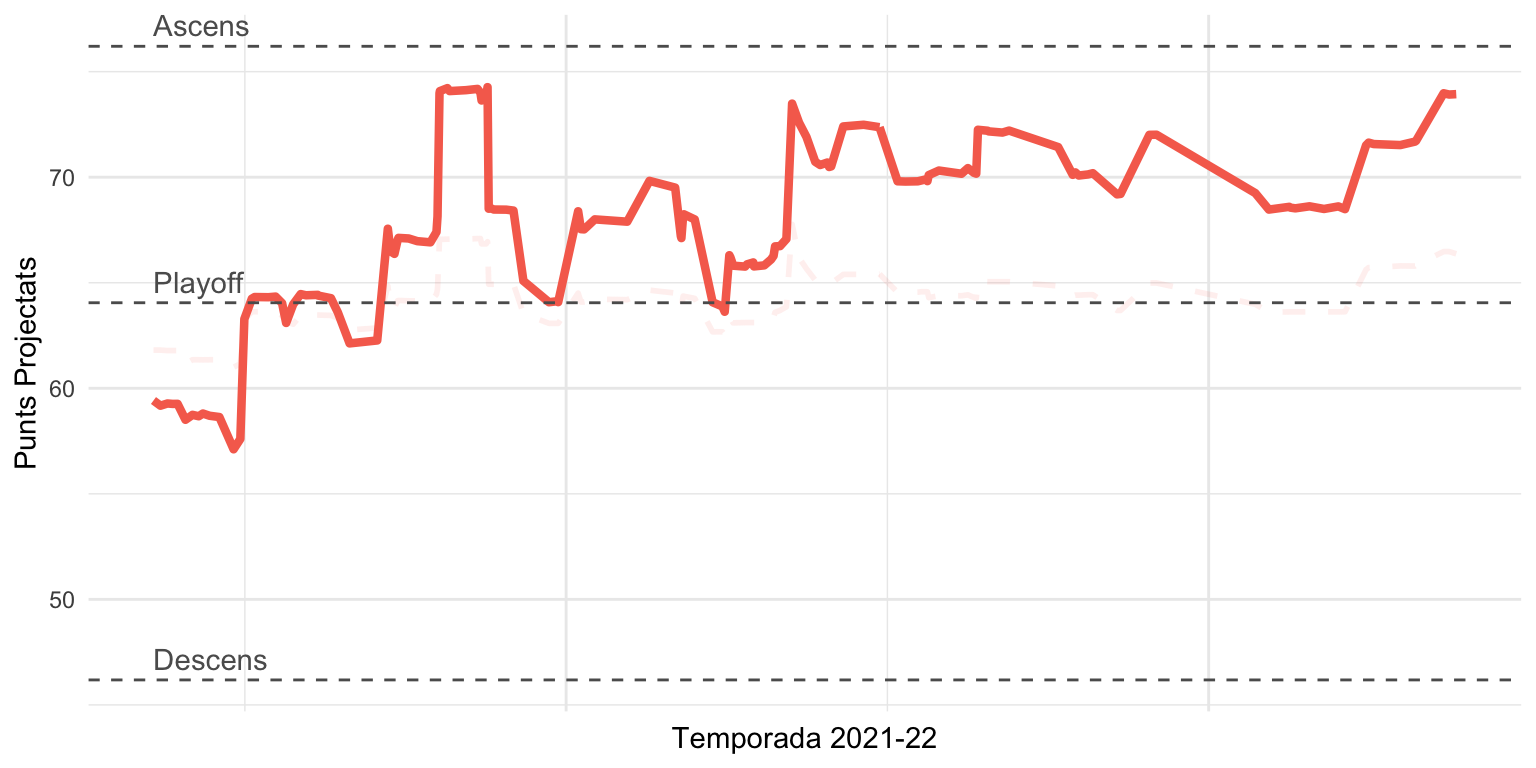 Ascens
70
Playoff
60
50
Descens
Punts Projectats
Temporada 2021-22